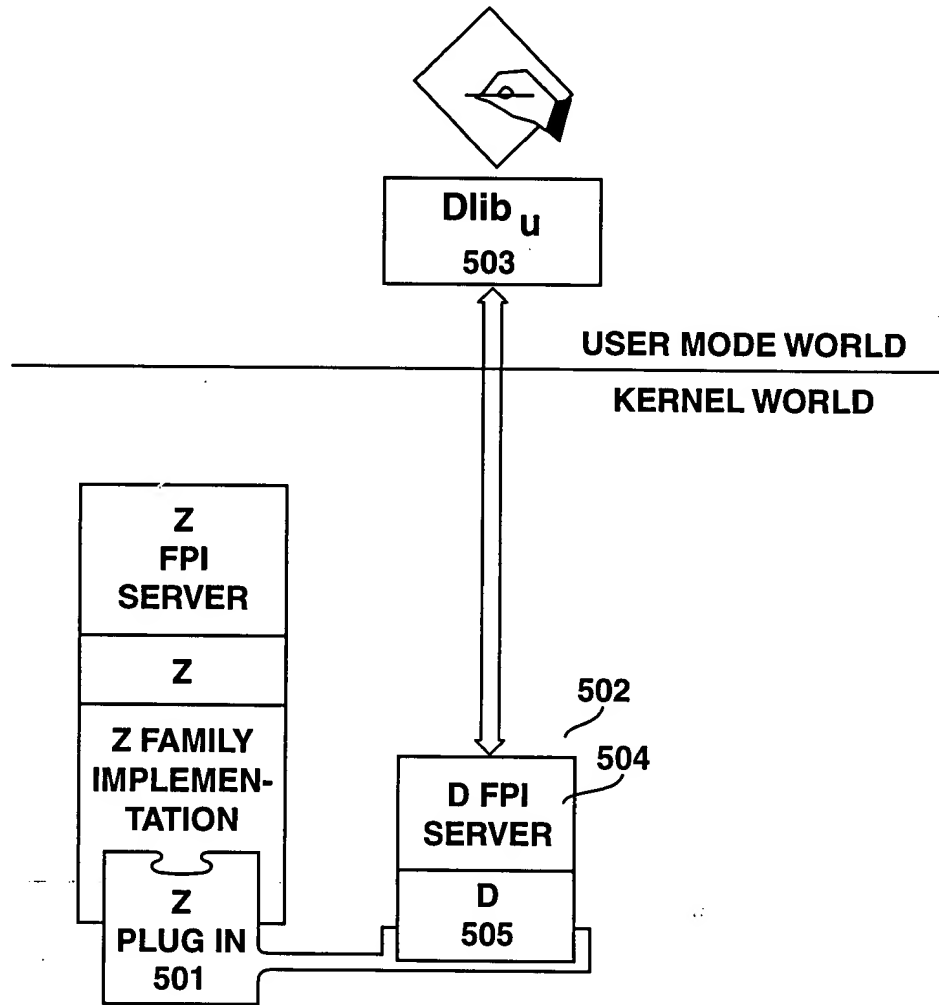 Dlib u
503
USER MODE WORLD
KERNEL WORLD
Z
FPI
SERVER
Z
Z FAMILY
IMPLEMEN-
TATION
Z
PLUG IN
501
502
504
D FPI
SERVER
D
505